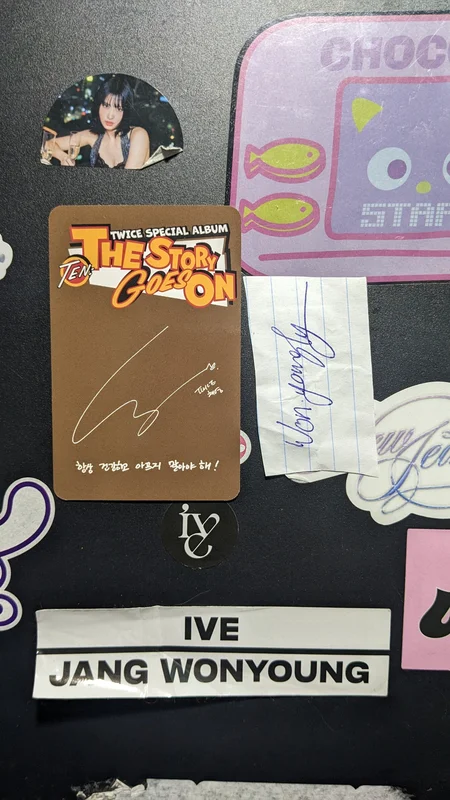 CHOCO
STAR
TWICE SPECIAL ALBUM
TEN:
THE STORY
GOES ON
TWICE
항상 건강하고 아프지 말아야 해!
Wonyoung
ive
IVE
JANG WONYOUNG